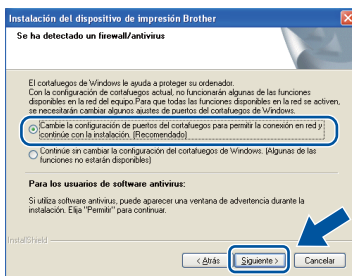 Instalación del dispositivo de impresión Brother
Se ha detectado un firewall/antivirus
El cortafuegos de Windows le ayuda a proteger su ordenador.
Con la configuración de cortafuegos actual, no funcionarán algunas de las funciones
disponibles en la red del equipo.Para que todas las funciones disponibles en la red se activen,
se necesitarán cambiar algunos ajustes de puertos del cortafuegos de Windows.
Cambie la configuración de puertos del cortafuegos para permitir la conexión en red y
continúe con la instalación. (Recomendado)
Continúe sin cambiar la configuración del cortafuegos de Windows. (Algunas de las
funciones no estarán disponibles)
Para los usuarios de software antivirus:
Si utiliza software antivirus, puede aparecer una ventana de advertencia durante la
instalación. Elija "Permitir" para continuar.
InstallShield
< Atrás
Siguiente >
Cancelar